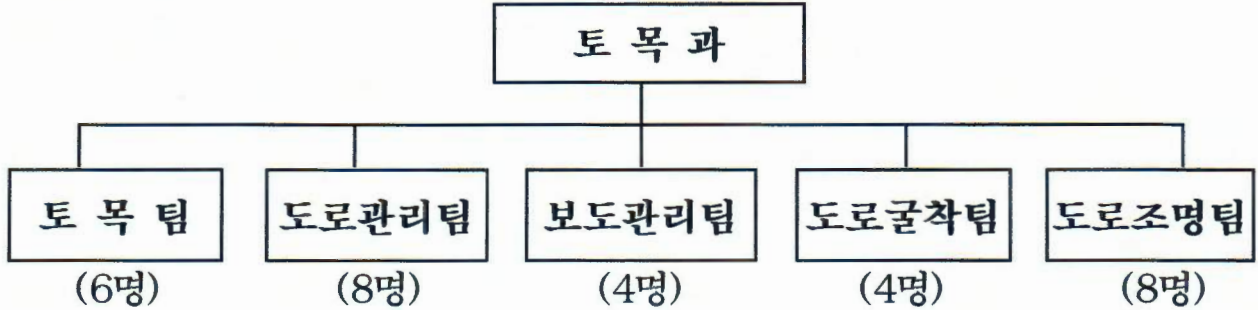 토 목 과
토 목 팀 도로관리팀 보도관리팀 도로굴착팀 도로조명팀
(6명) (8명) (4명) (4명) (8명)